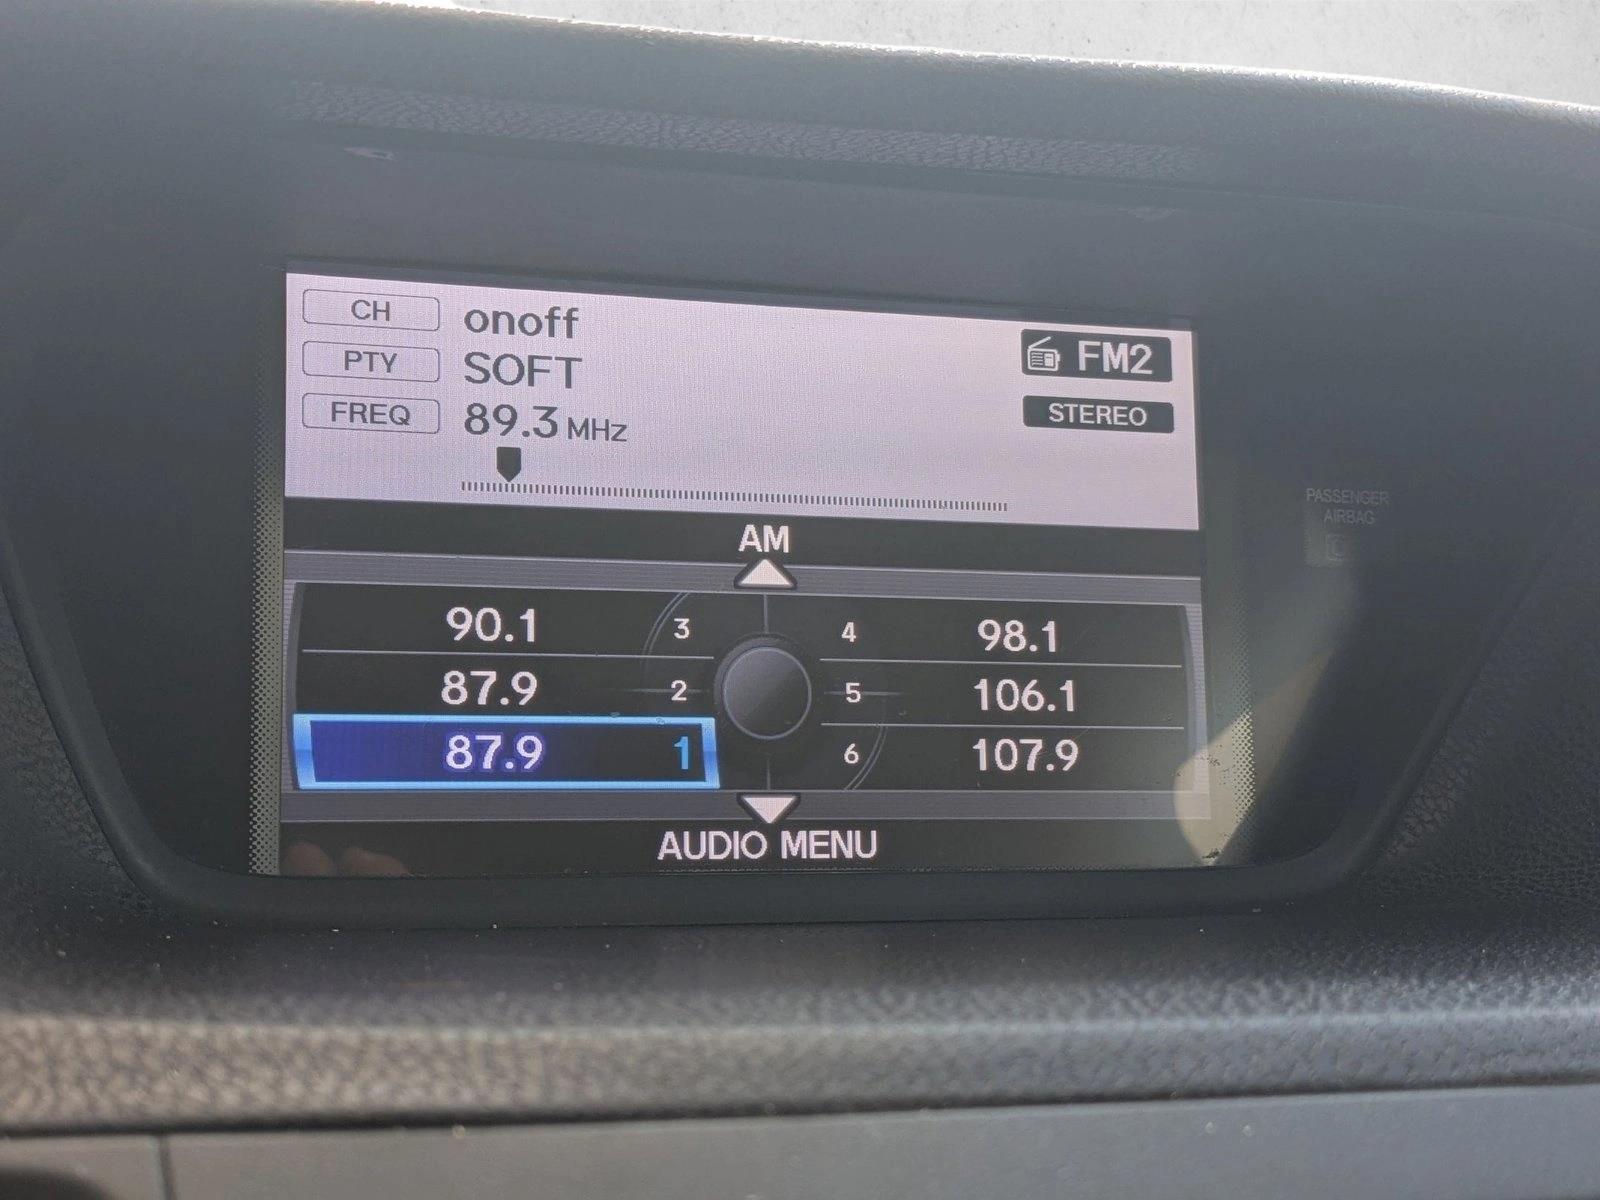 CH onoff
PTY SOFT
FREQ 89.3 MHz
FM2
STEREO
PASSENGER
AIRBAG
AM
90.1 3 4 98.1
87.9 2 5 106.1
87.9 1 6 107.9
AUDIO MENU